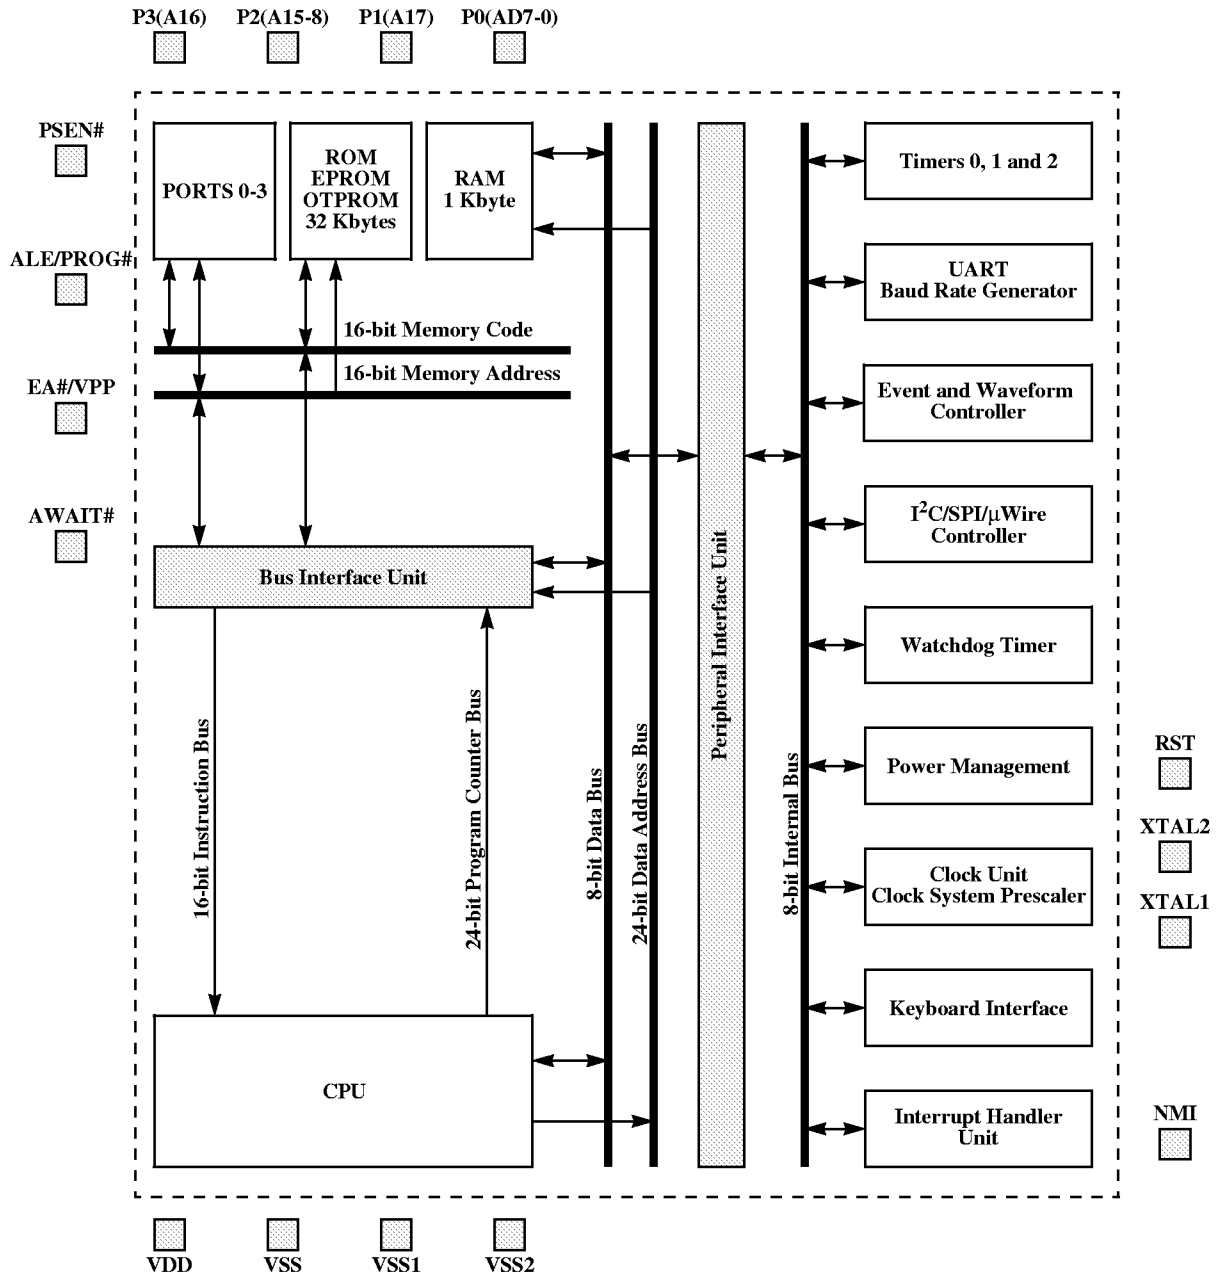 P3(A16)
P2(A15-8)
P1(A17)
P0(AD7-0)
PSEN#
ALE/PROG#
EA#/VPP
AWAIT#
PORTS 0-3
ROM
EPROM
OTPROM
32 Kbytes
RAM
1 Kbyte
16-bit Memory Code
16-bit Memory Address
Bus Interface Unit
16-bit Instruction Bus
24-bit Program Counter Bus
CPU
8-bit Data Bus
24-bit Data Address Bus
Peripheral Interface Unit
8-bit Internal Bus
Timers 0, 1 and 2
UART
Baud Rate Generator
Event and Waveform
Controller
I²C/SPI/μWire
Controller
Watchdog Timer
Power Management
Clock Unit
Clock System Prescaler
Keyboard Interface
Interrupt Handler
Unit
RST
XTAL2
XTAL1
NMI
VDD
VSS
VSS1
VSS2